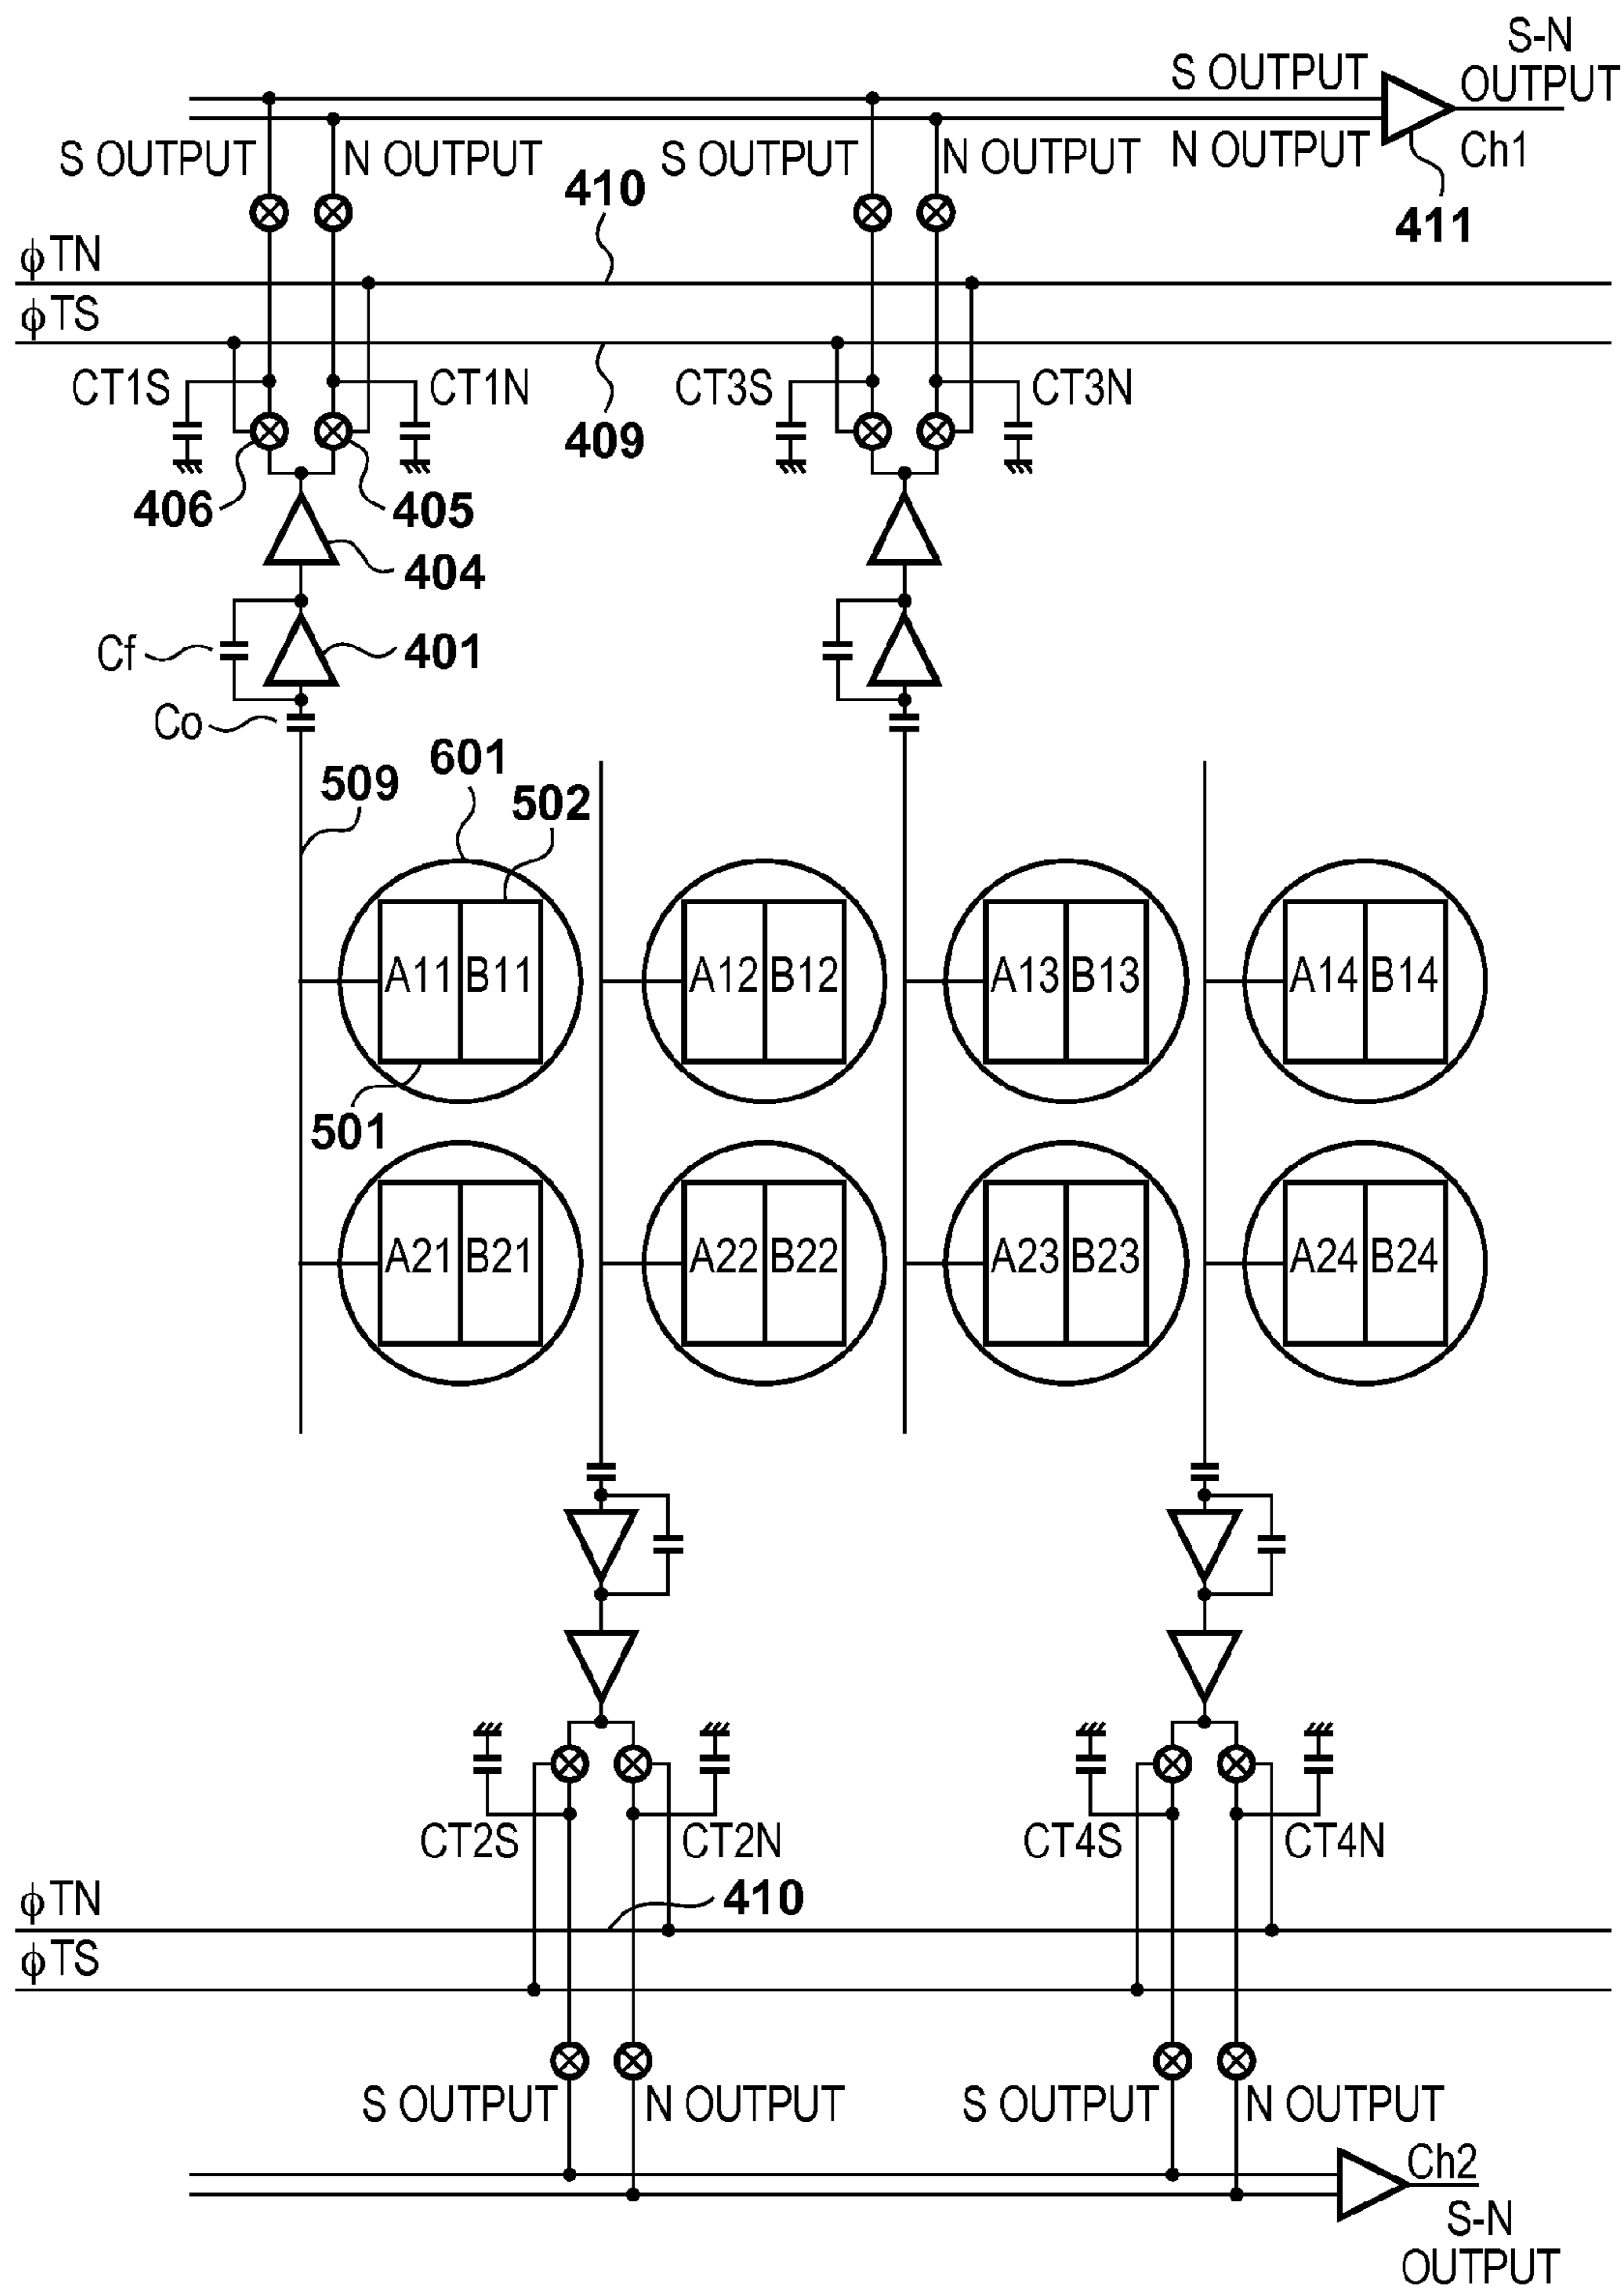 S-N
OUTPUT
S OUTPUT
N OUTPUT
Ch1
411
S OUTPUT
N OUTPUT
S OUTPUT
N OUTPUT
410
ϕTN
ϕTS
CT1S
CT1N
CT3S
CT3N
409
406
405
404
Cf
401
Co
601
509
502
A11 B11
A12 B12
A13 B13
A14 B14
501
A21 B21
A22 B22
A23 B23
A24 B24
CT2S
CT2N
CT4S
CT4N
410
ϕTN
ϕTS
S OUTPUT
N OUTPUT
S OUTPUT
N OUTPUT
Ch2
S-N
OUTPUT